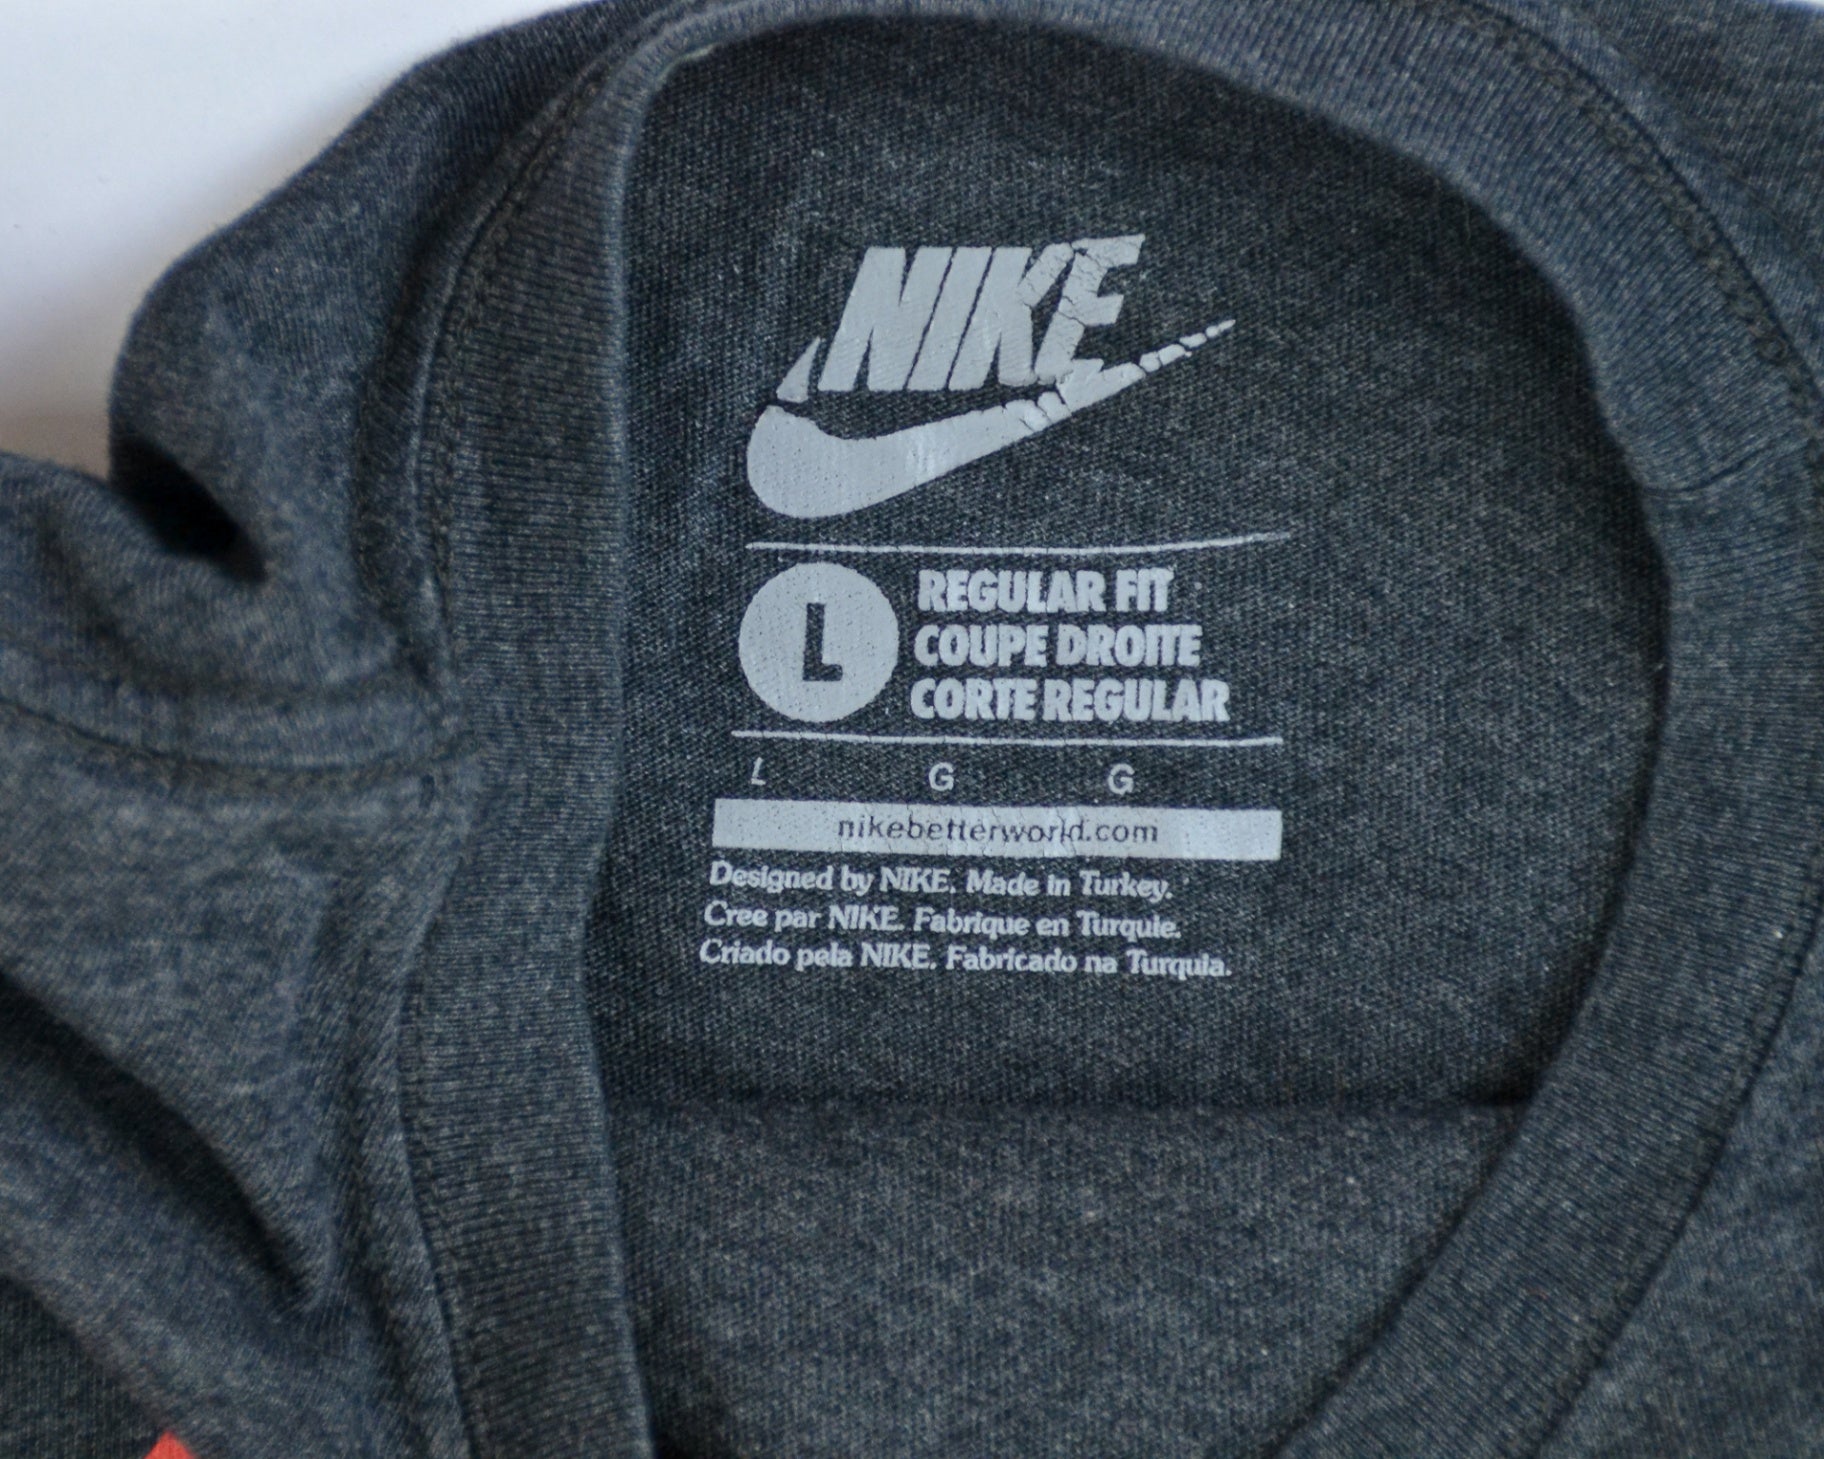 NIKE
L
REGULAR FIT
COUPE DROITE
CORTE REGULAR
L G G
nikebetterworld.com
Designed by NIKE. Made in Turkey.
Cree par NIKE. Fabrique en Turquie.
Criado pela NIKE. Fabricado na Turquia.